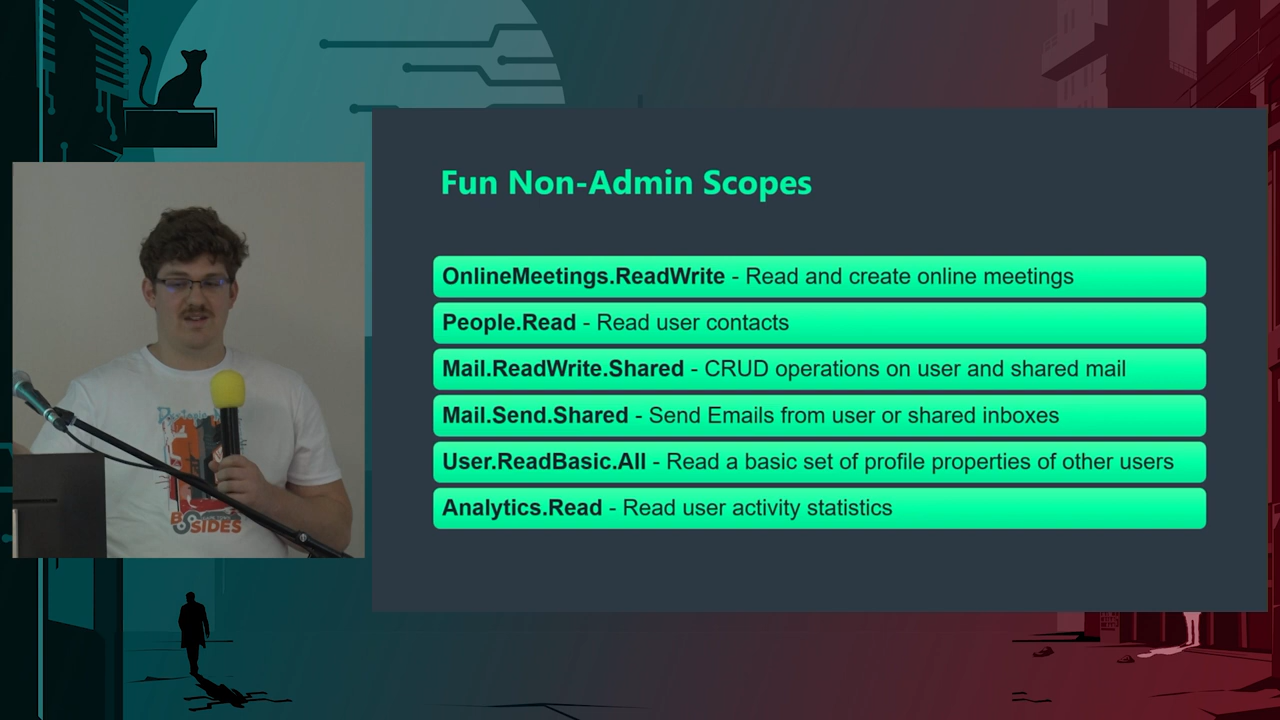 Fun Non-Admin Scopes
OnlineMeetings.ReadWrite - Read and create online meetings
People.Read - Read user contacts
Mail.ReadWrite.Shared - CRUD operations on user and shared mail
Mail.Send.Shared - Send Emails from user or shared inboxes
User.ReadBasic.All - Read a basic set of profile properties of other users
Analytics.Read - Read user activity statistics
BSIDES